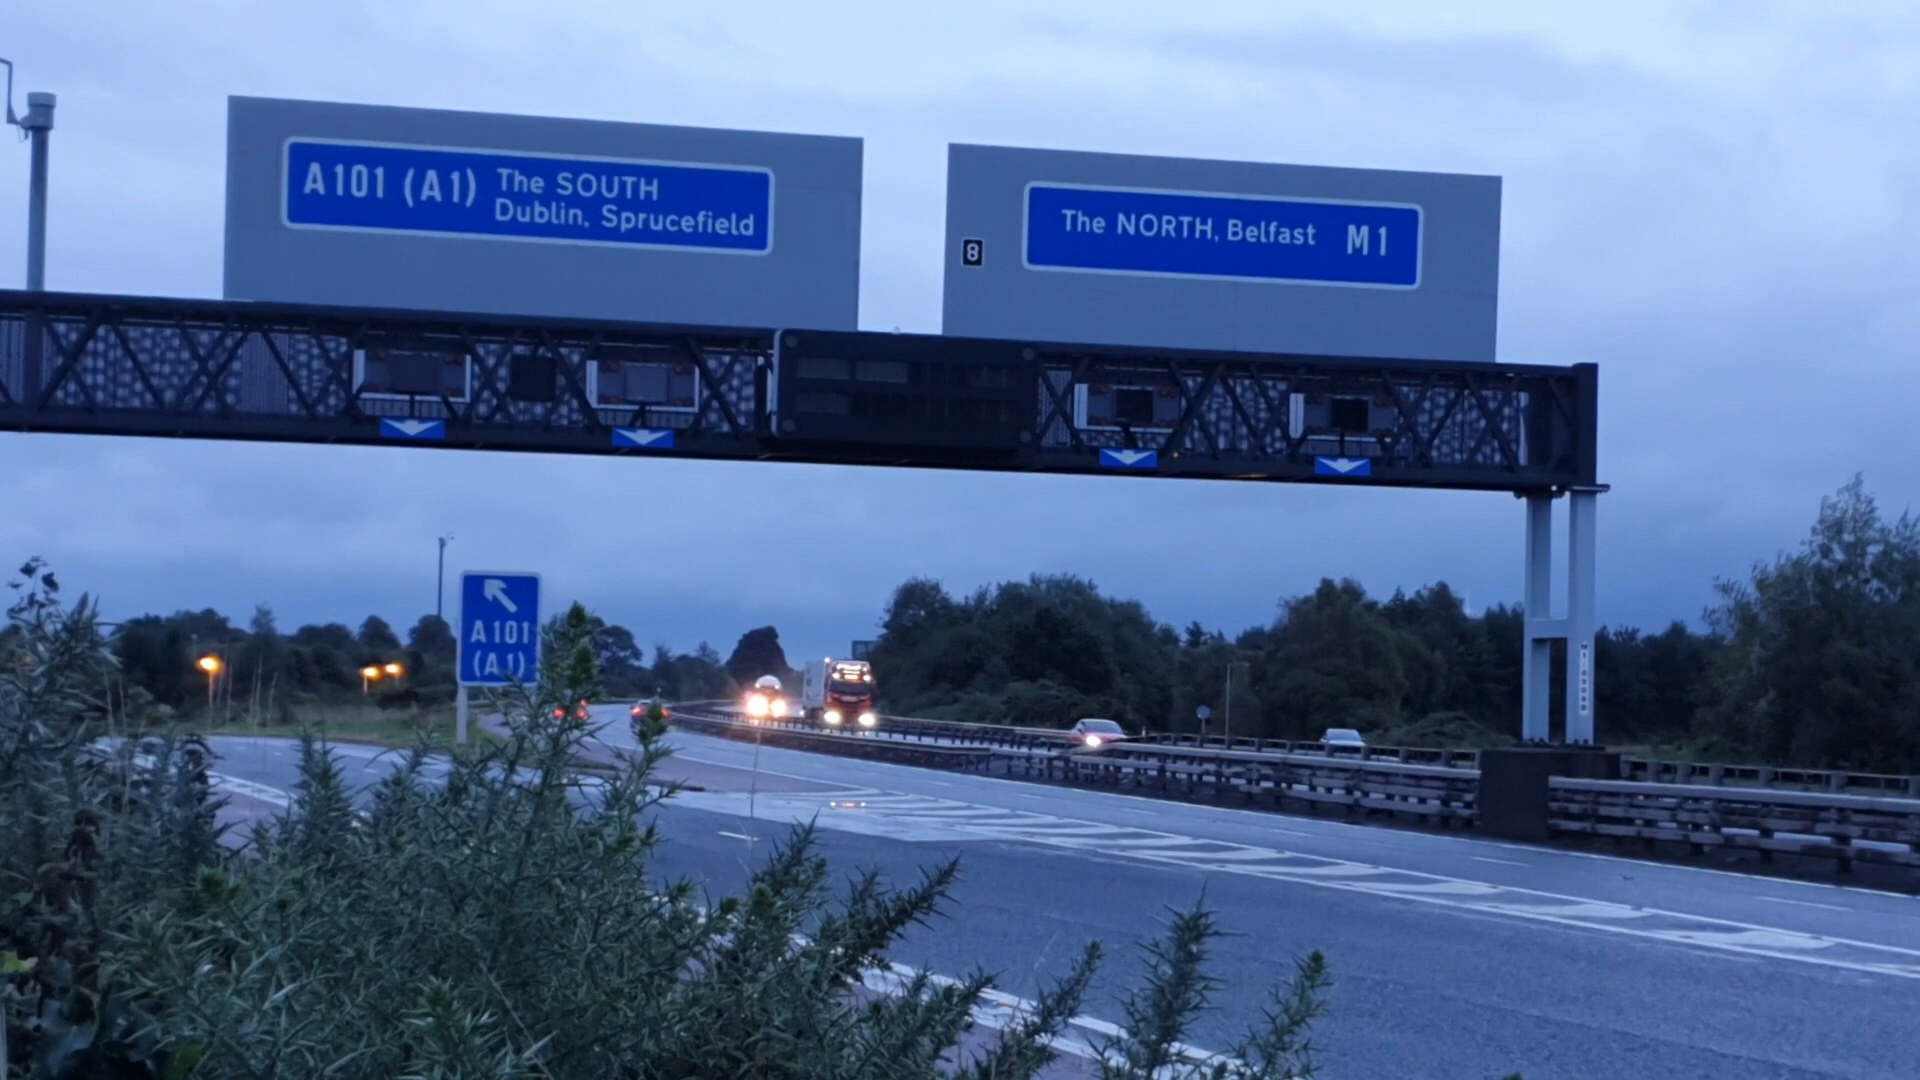 A101 (A1) The SOUTH
Dublin, Sprucefield
The NORTH, Belfast M1
8
A101
(A1)